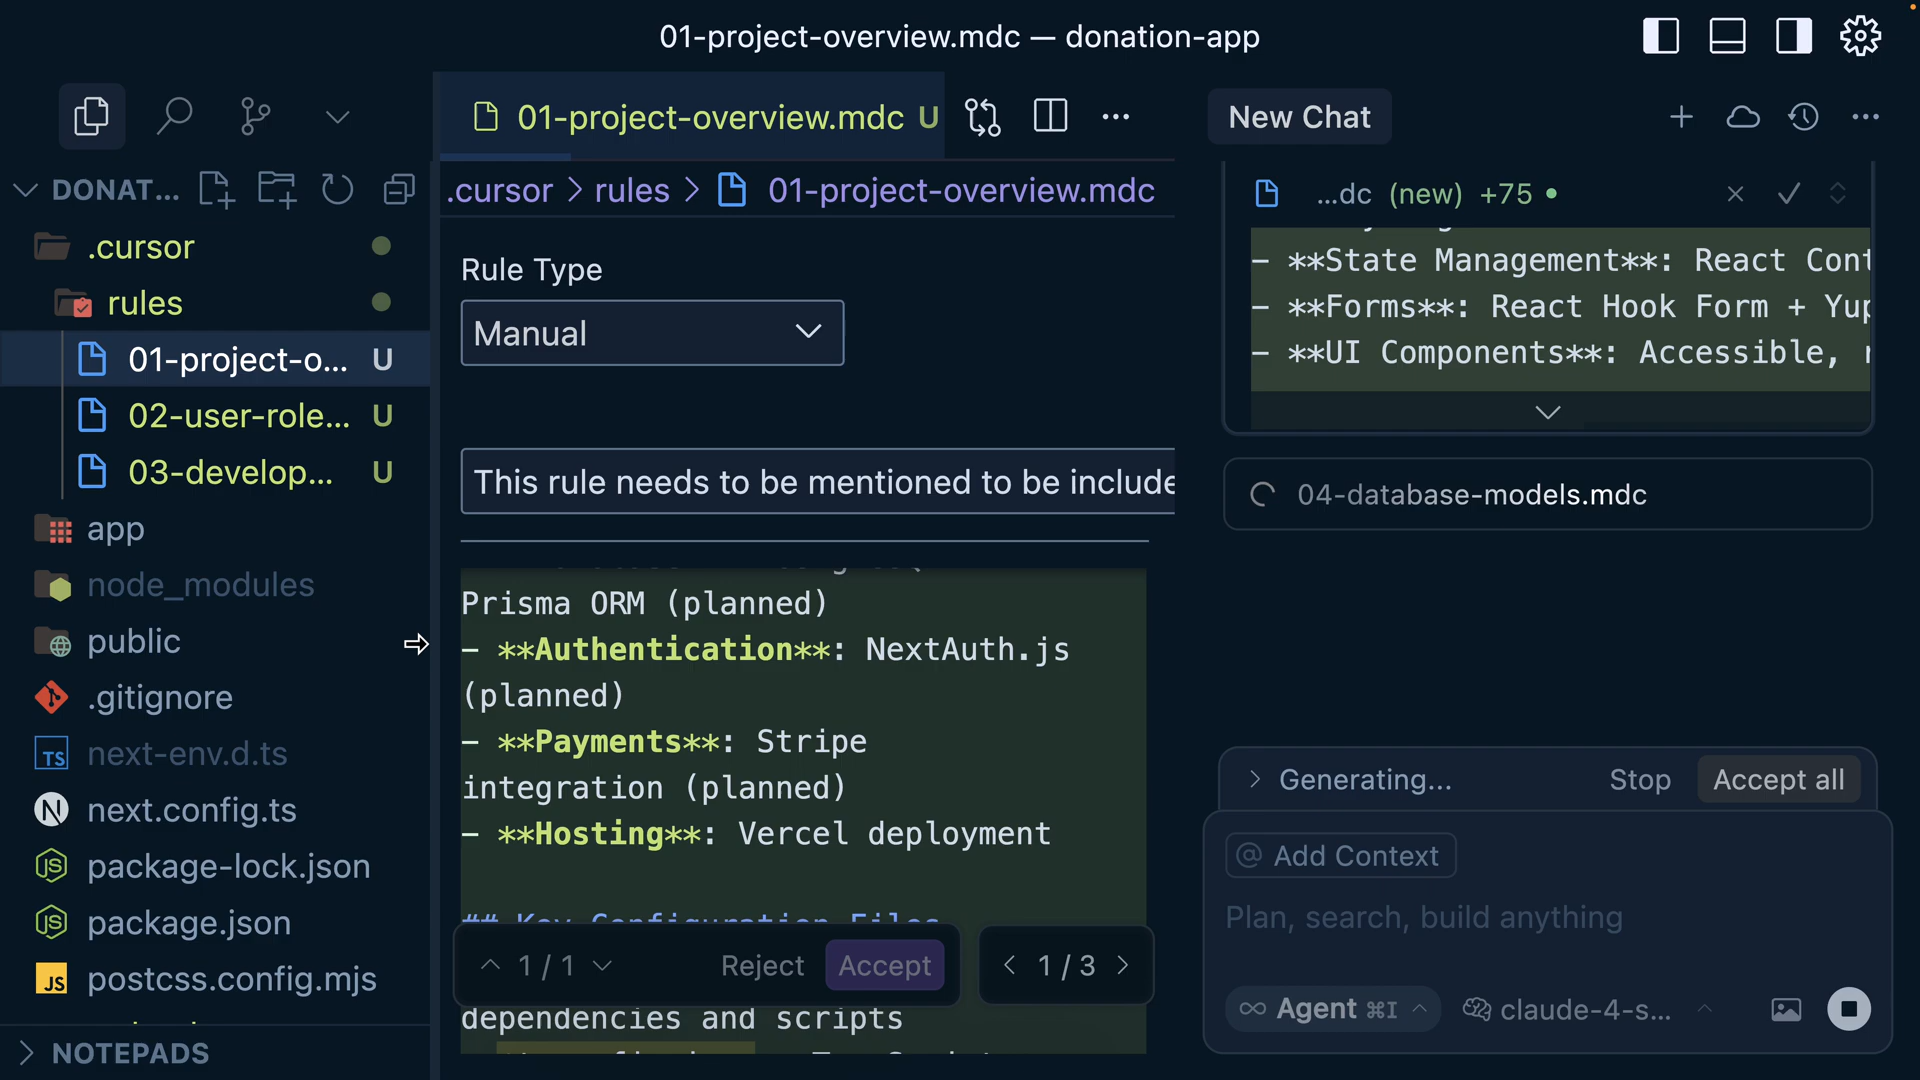 01-project-overview.mdc — donation-app
01-project-overview.mdc U
New Chat
DONAT...
.cursor
rules
01-project-o... U
02-user-role... U
03-develop... U
app
node_modules
public
.gitignore
next-env.d.ts
next.config.ts
package-lock.json
package.json
postcss.config.mjs
NOTEPADS
.cursor > rules > 01-project-overview.mdc
Rule Type
Manual
This rule needs to be mentioned to be include
Prisma ORM (planned)
- **Authentication**: NextAuth.js
(planned)
- **Payments**: Stripe
integration (planned)
- **Hosting**: Vercel deployment
## Key Configuration Files
1 / 1 Reject Accept
1 / 3
dependencies and scripts
...dc (new) +75
- **State Management**: React Cont
- **Forms**: React Hook Form + Yup
- **UI Components**: Accessible, r
04-database-models.mdc
Generating... Stop Accept all
@ Add Context
Plan, search, build anything
Agent ⌘I claude-4-s...